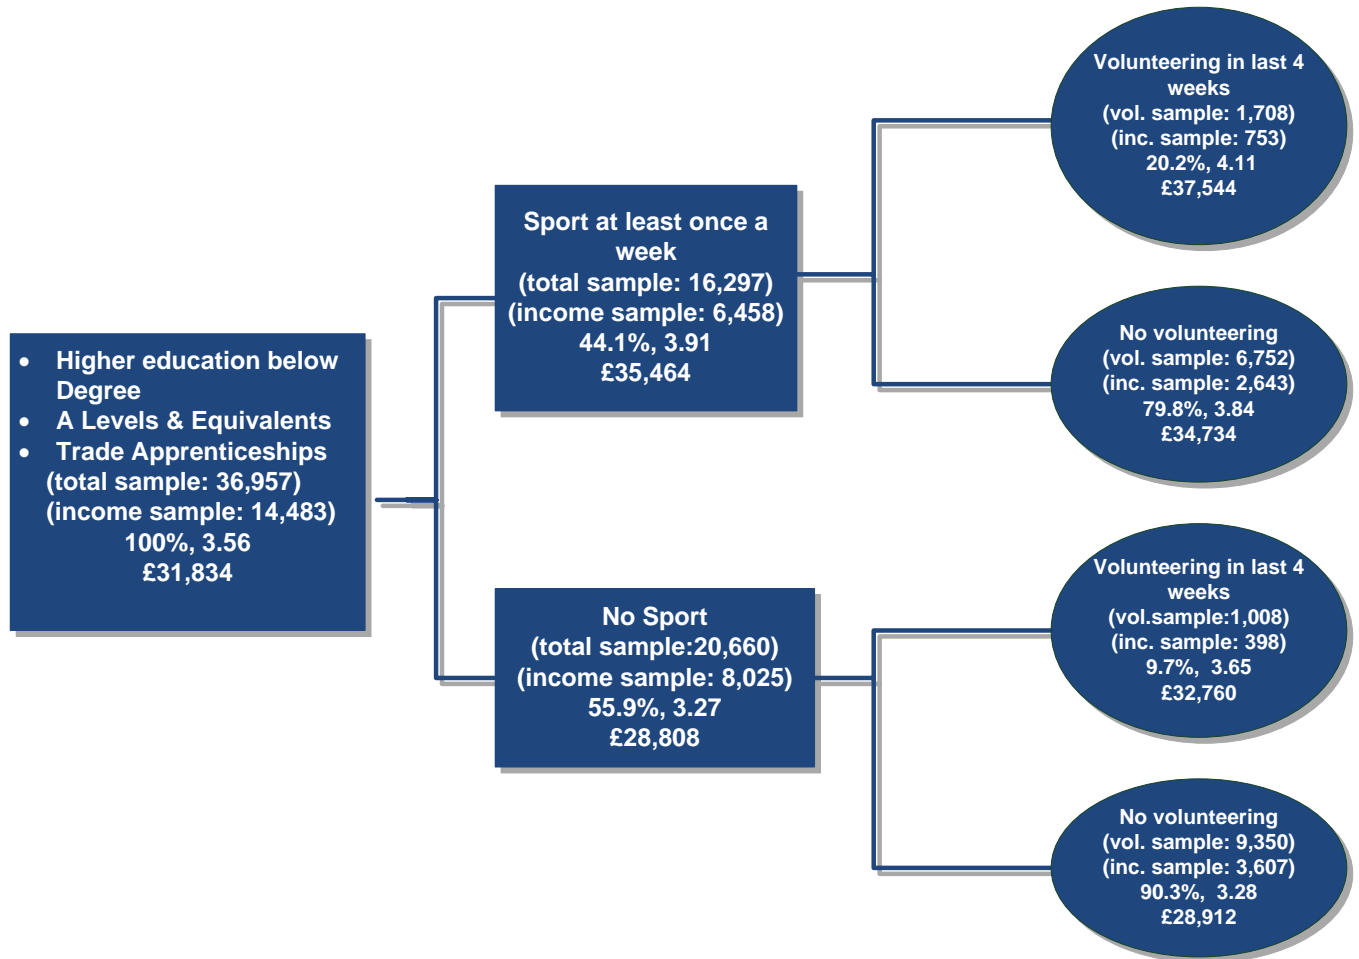 • Higher education below
Degree
• A Levels & Equivalents
• Trade Apprenticeships
(total sample: 36,957)
(income sample: 14,483)
100%, 3.56
£31,834
Sport at least once a
week
(total sample: 16,297)
(income sample: 6,458)
44.1%, 3.91
£35,464
No Sport
(total sample:20,660)
(income sample: 8,025)
55.9%, 3.27
£28,808
Volunteering in last 4
weeks
(vol. sample: 1,708)
(inc. sample: 753)
20.2%, 4.11
£37,544
No volunteering
(vol. sample: 6,752)
(inc. sample: 2,643)
79.8%, 3.84
£34,734
Volunteering in last 4
weeks
(vol.sample:1,008)
(inc. sample: 398)
9.7%, 3.65
£32,760
No volunteering
(vol. sample: 9,350)
(inc. sample: 3,607)
90.3%, 3.28
£28,912